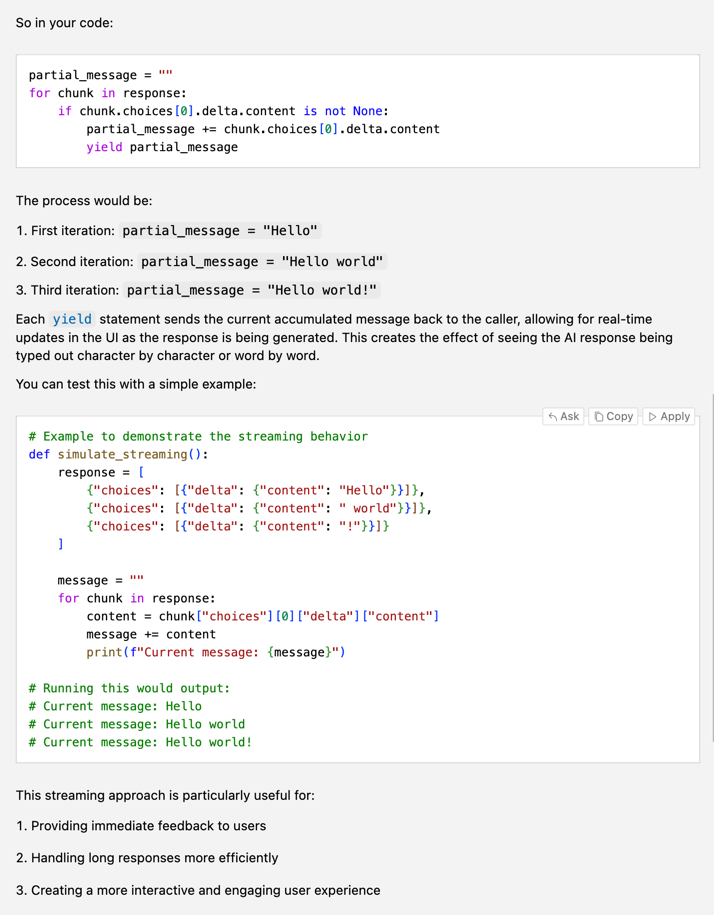 So in your code:
partial_message = ""
for chunk in response:
    if chunk.choices[0].delta.content is not None:
        partial_message += chunk.choices[0].delta.content
        yield partial_message
The process would be:
1. First iteration: partial_message = "Hello"
2. Second iteration: partial_message = "Hello world"
3. Third iteration: partial_message = "Hello world!"
Each yield statement sends the current accumulated message back to the caller, allowing for real-time
updates in the UI as the response is being generated. This creates the effect of seeing the AI response being
typed out character by character or word by word.
You can test this with a simple example:
Ask Copy Apply
# Example to demonstrate the streaming behavior
def simulate_streaming():
    response = [
        {"choices": [{"delta": {"content": "Hello"}}]},
        {"choices": [{"delta": {"content": " world"}}]},
        {"choices": [{"delta": {"content": "!"}}]}
    ]
    message = ""
    for chunk in response:
        content = chunk["choices"][0]["delta"]["content"]
        message += content
        print(f"Current message: {message}")
# Running this would output:
# Current message: Hello
# Current message: Hello world
# Current message: Hello world!
This streaming approach is particularly useful for:
1. Providing immediate feedback to users
2. Handling long responses more efficiently
3. Creating a more interactive and engaging user experience